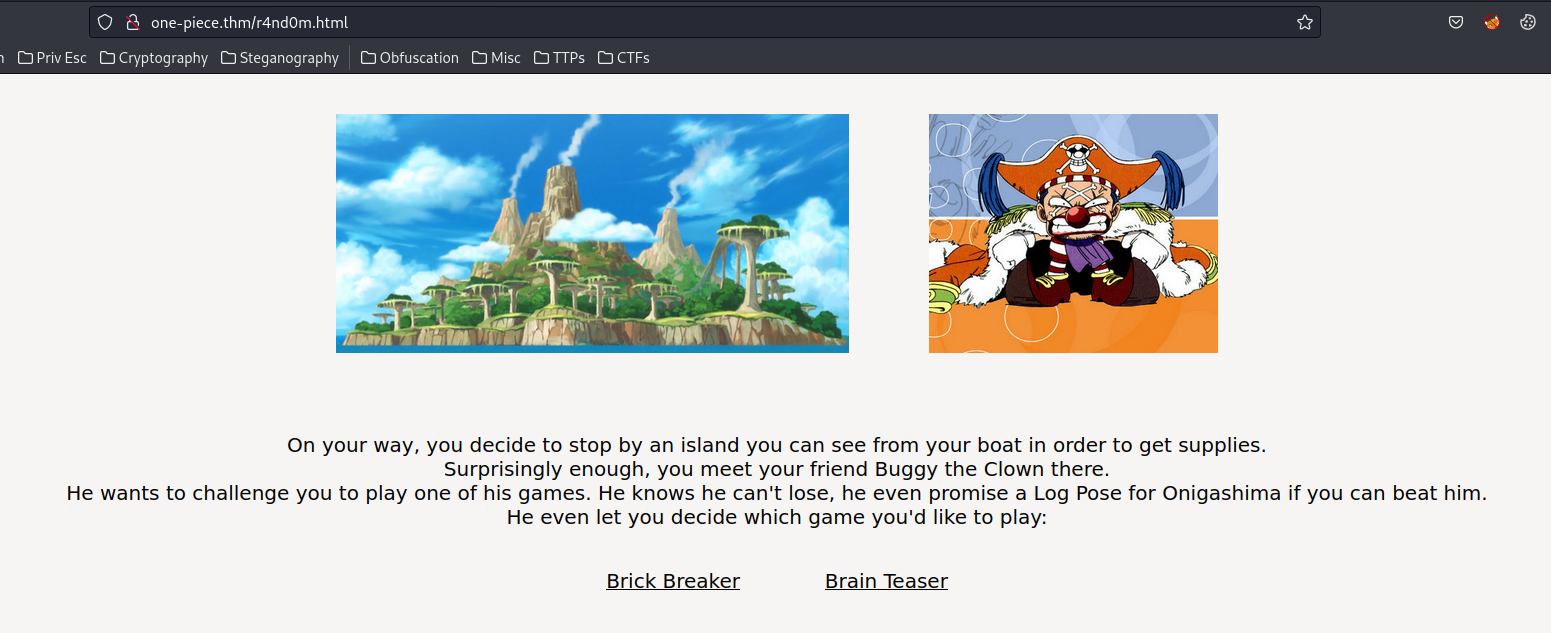 one-piece.thm/r4nd0m.html
Priv Esc Cryptography Steganography Obfuscation Misc TTPs CTFs
On your way, you decide to stop by an island you can see from your boat in order to get supplies.
Surprisingly enough, you meet your friend Buggy the Clown there.
He wants to challenge you to play one of his games. He knows he can't lose, he even promise a Log Pose for Onigashima if you can beat him.
He even let you decide which game you'd like to play:
Brick Breaker Brain Teaser